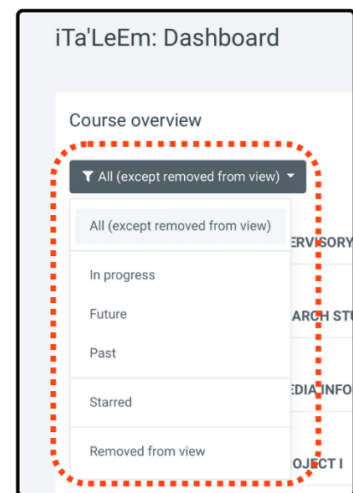 iTa'LeEm: Dashboard
Course overview
All (except removed from view)
All (except removed from view)
ERVISORY
In progress
Future
ARCH STU
Past
EDIA INFO
Starred
Removed from view
OJECT I